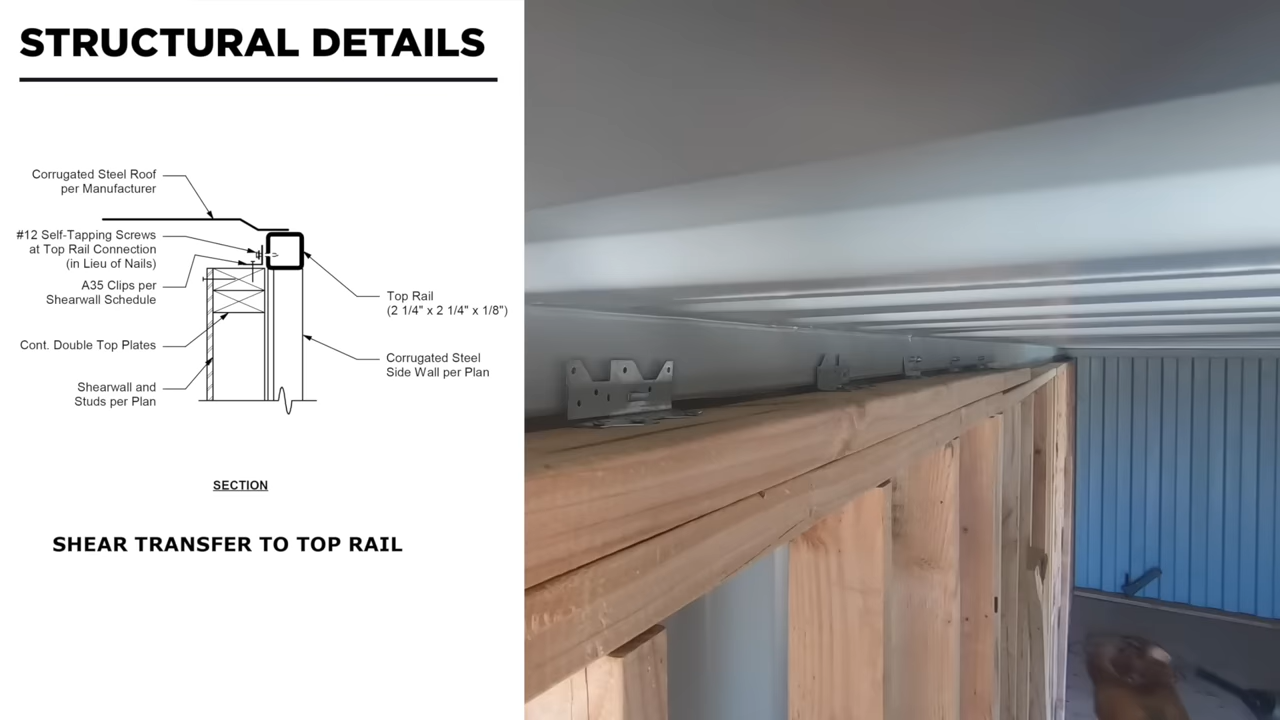 STRUCTURAL DETAILS
Corrugated Steel Roof
per Manufacturer
#12 Self-Tapping Screws
at Top Rail Connection
(in Lieu of Nails)
A35 Clips per
Shearwall Schedule
Top Rail
(2 1/4" x 2 1/4" x 1/8")
Cont. Double Top Plates
Corrugated Steel
Side Wall per Plan
Shearwall and
Studs per Plan
SECTION
SHEAR TRANSFER TO TOP RAIL